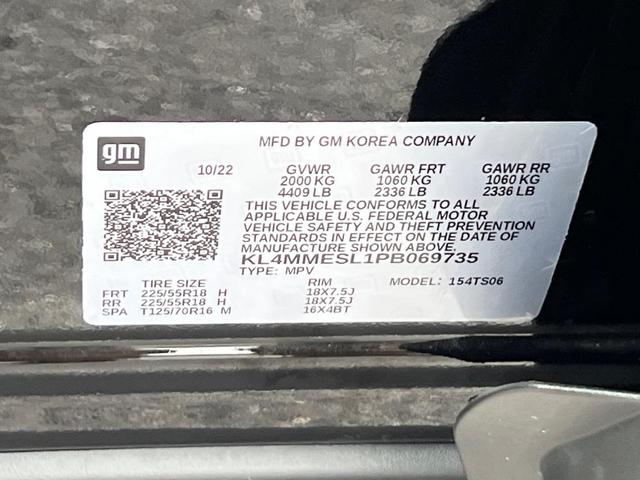 gm
MFD BY GM KOREA COMPANY
10/22 GVWR GAWR FRT GAWR RR
2000 KG 1060 KG 1060 KG
4409 LB 2336 LB 2336 LB
THIS VEHICLE CONFORMS TO ALL
APPLICABLE U.S. FEDERAL MOTOR
VEHICLE SAFETY AND THEFT PREVENTION
STANDARDS IN EFFECT ON THE DATE OF
MANUFACTURE SHOWN ABOVE.
KL4MMESL1PB069735
TYPE: MPV
TIRE SIZE RIM MODEL: 154TS06
FRT 225/55R18 H 18X7.5J
RR 225/55R18 H 18X7.5J
SPA T125/70R16 M 16X4BT